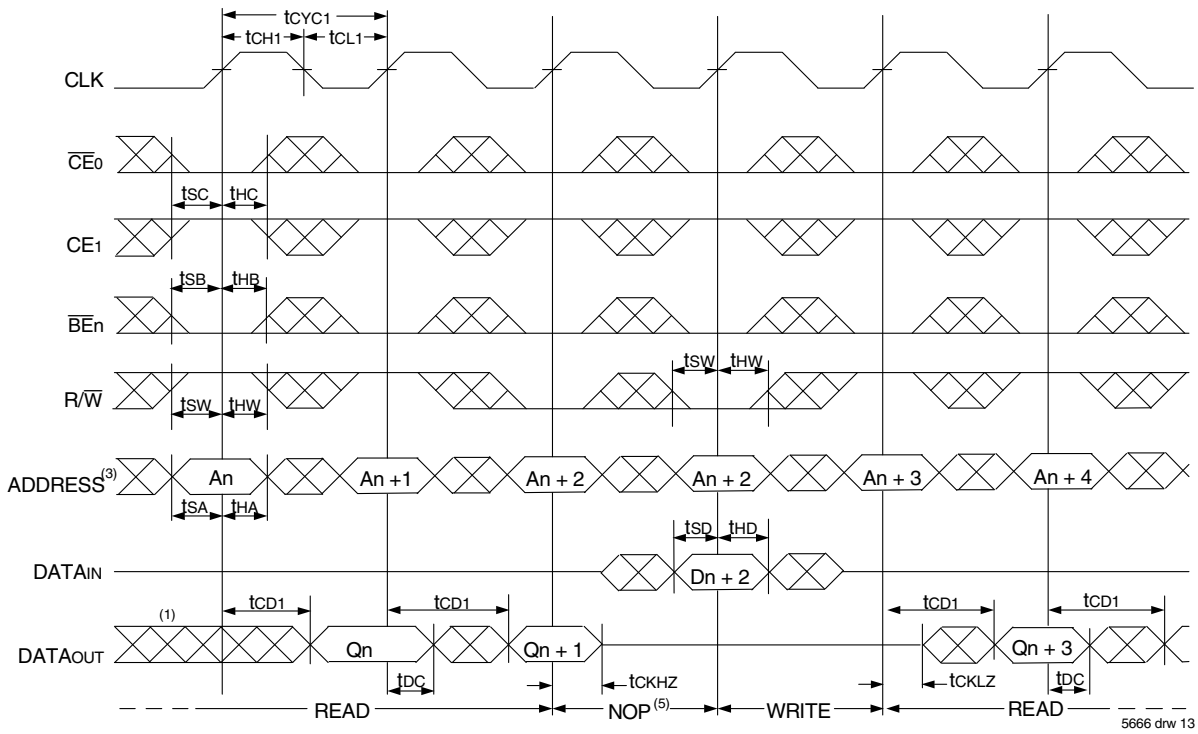 tCYC1
tCH1 tCL1
CLK
CE0
tSC tHC
CE1
tSB tHB
BEn
tSW tHW
R/W
tSW tHW
An An +1 An + 2 An + 2 An + 3 An + 4
ADDRESS(3)
tSA tHA
tSD tHD
DATAIN Dn + 2
(1) tCD1 tCD1 tCD1 tCD1
DATAOUT Qn Qn + 1 Qn + 3
tDC tCKHZ tCKLZ tDC
READ NOP(5) WRITE READ
5666 drw 13